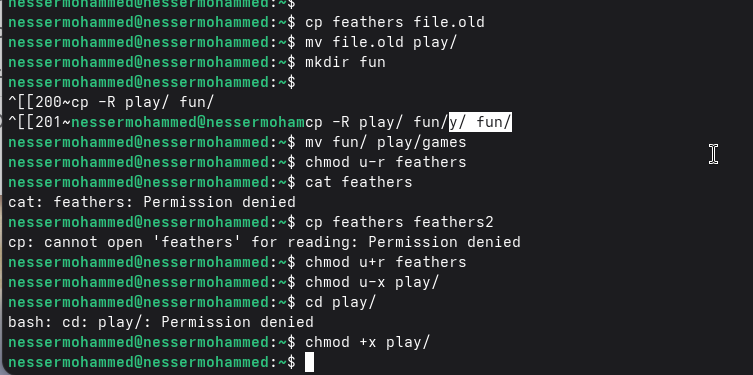 nessermohammed@nessermohammed:~$
nessermohammed@nessermohammed:~$ cp feathers file.old
nessermohammed@nessermohammed:~$ mv file.old play/
nessermohammed@nessermohammed:~$ mkdir fun
nessermohammed@nessermohammed:~$
^[[200~cp -R play/ fun/
^[[201~nessermohammed@nessermohamcp -R play/ fun/y/ fun/
nessermohammed@nessermohammed:~$ mv fun/ play/games
nessermohammed@nessermohammed:~$ chmod u-r feathers
nessermohammed@nessermohammed:~$ cat feathers
cat: feathers: Permission denied
nessermohammed@nessermohammed:~$ cp feathers feathers2
cp: cannot open 'feathers' for reading: Permission denied
nessermohammed@nessermohammed:~$ chmod u+r feathers
nessermohammed@nessermohammed:~$ chmod u-x play/
nessermohammed@nessermohammed:~$ cd play/
bash: cd: play/: Permission denied
nessermohammed@nessermohammed:~$ chmod +x play/
nessermohammed@nessermohammed:~$